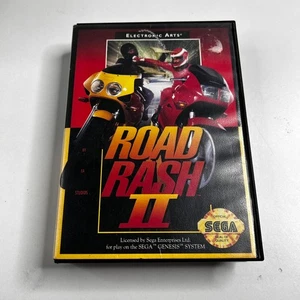 ELECTRONIC ARTS®
ROAD
RASH
II
Licensed by Sega Enterprises Ltd.
for play on the SEGA™ GENESIS™ SYSTEM
SEGA